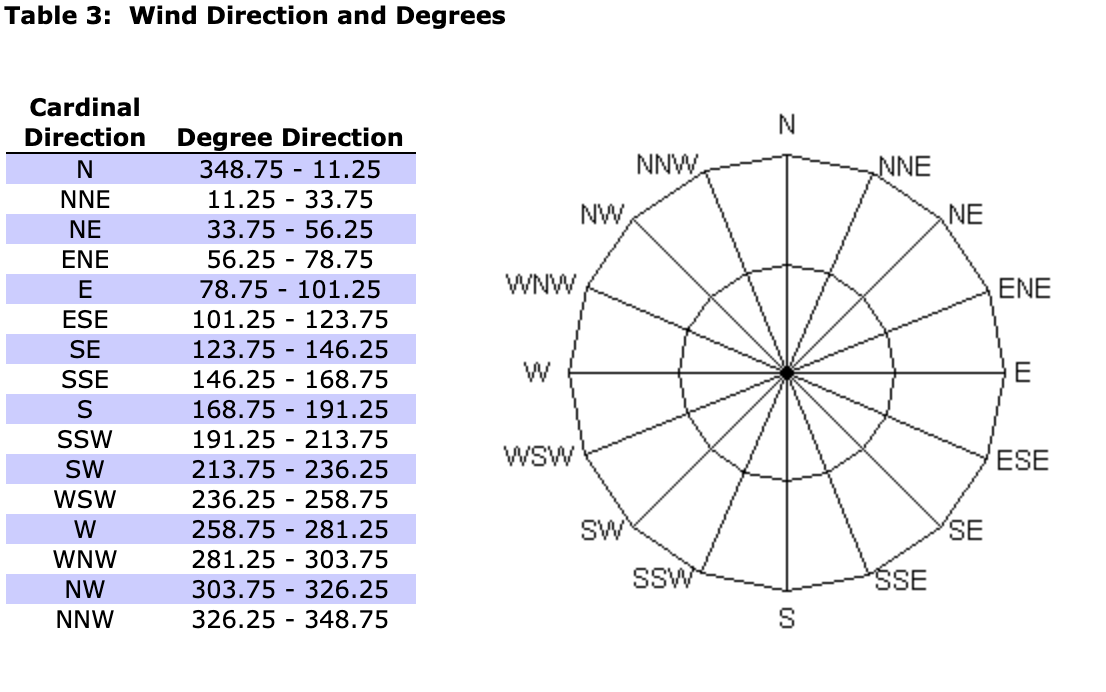 Table 3:  Wind Direction and Degrees
Cardinal
Direction Degree Direction
N 348.75 - 11.25
NNE 11.25 - 33.75
NE 33.75 - 56.25
ENE 56.25 - 78.75
E 78.75 - 101.25
ESE 101.25 - 123.75
SE 123.75 - 146.25
SSE 146.25 - 168.75
S 168.75 - 191.25
SSW 191.25 - 213.75
SW 213.75 - 236.25
WSW 236.25 - 258.75
W 258.75 - 281.25
WNW 281.25 - 303.75
NW 303.75 - 326.25
NNW 326.25 - 348.75
N
NNW NNE
NW NE
WNW ENE
W E
WSW ESE
SW SE
SSW SSE
S